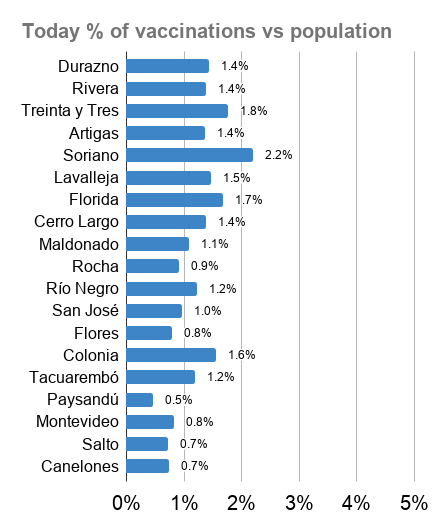 Today % of vaccinations vs population
Durazno 1.4%
Rivera 1.4%
Treinta y Tres 1.8%
Artigas 1.4%
Soriano 2.2%
Lavalleja 1.5%
Florida 1.7%
Cerro Largo 1.4%
Maldonado 1.1%
Rocha 0.9%
Río Negro 1.2%
San José 1.0%
Flores 0.8%
Colonia 1.6%
Tacuarembó 1.2%
Paysandú 0.5%
Montevideo 0.8%
Salto 0.7%
Canelones 0.7%
0% 1% 2% 3% 4% 5%